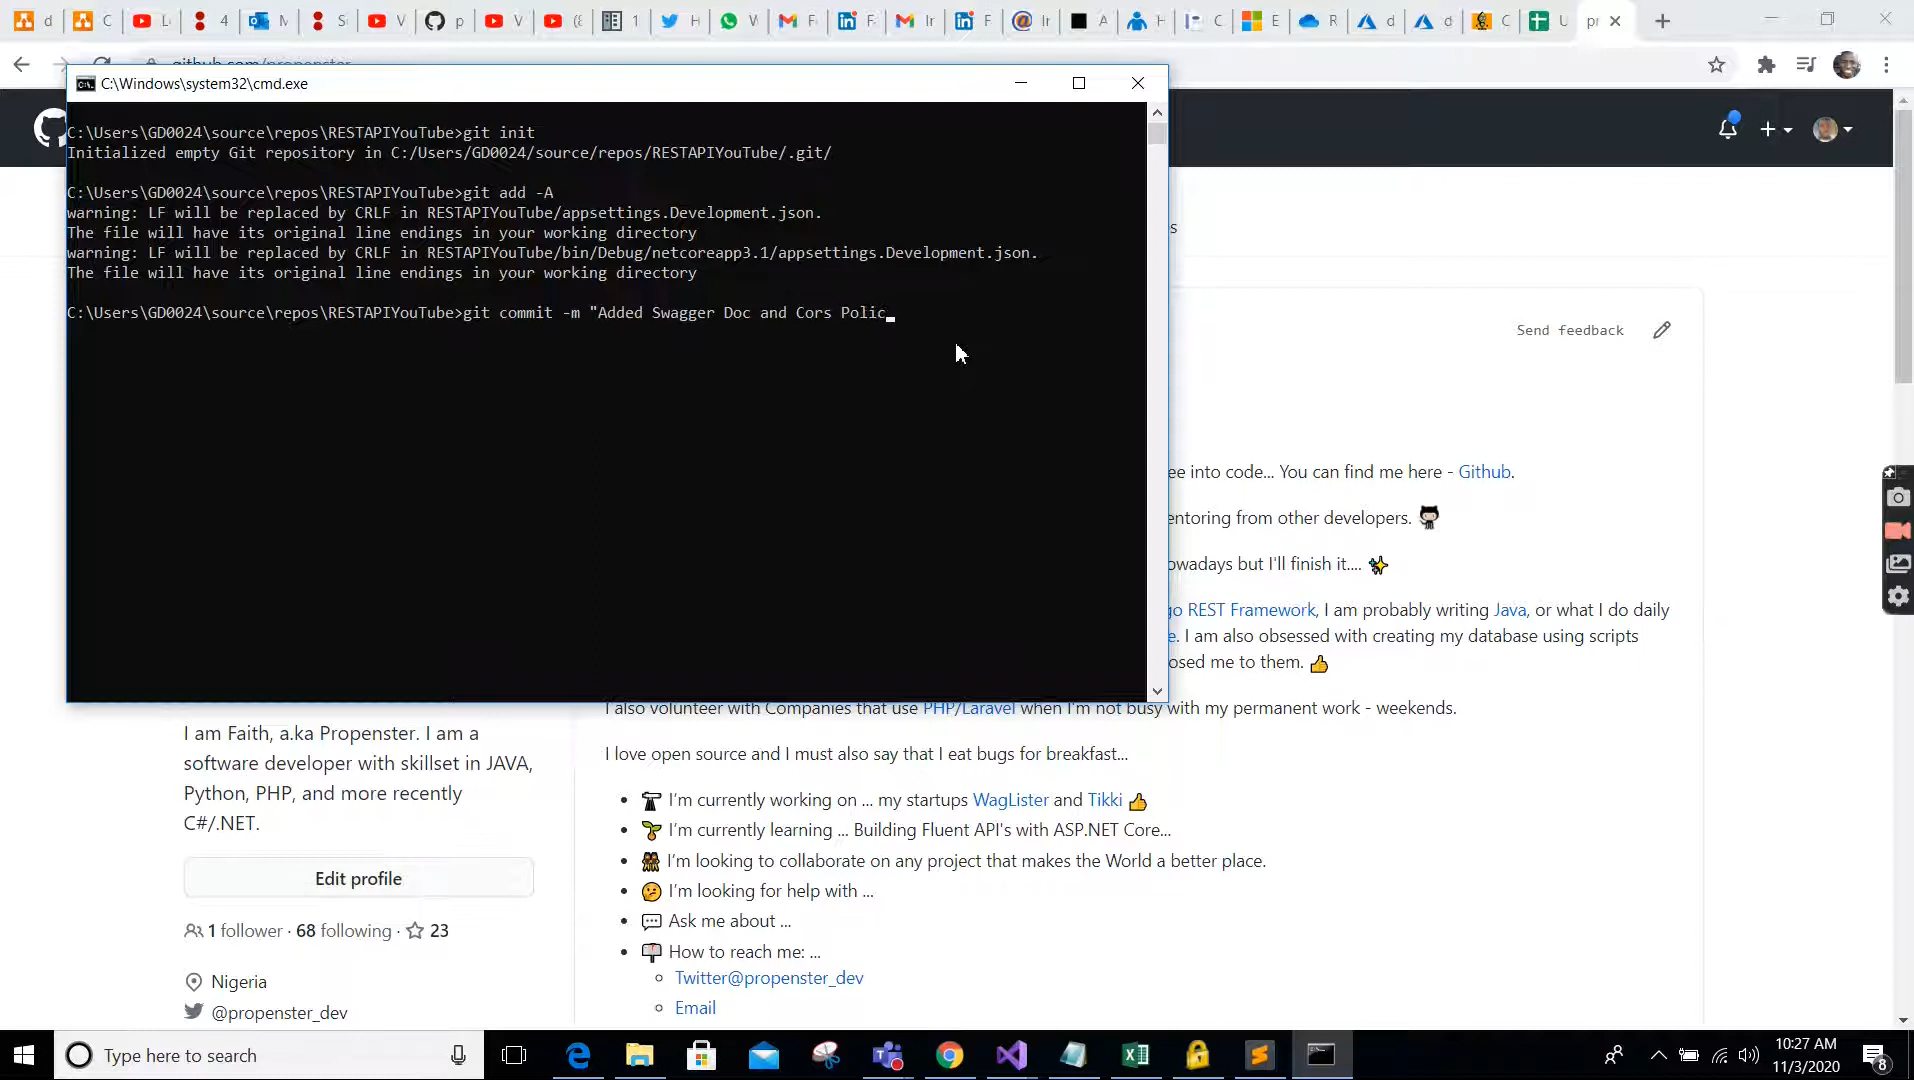 C:\Windows\system32\cmd.exe
C:\Users\GD0024\source\repos\RESTAPIYouTube>git init
Initialized empty Git repository in C:/Users/GD0024/source/repos/RESTAPIYouTube/.git/
C:\Users\GD0024\source\repos\RESTAPIYouTube>git add -A
warning: LF will be replaced by CRLF in RESTAPIYouTube/appsettings.Development.json.
The file will have its original line endings in your working directory
warning: LF will be replaced by CRLF in RESTAPIYouTube/bin/Debug/netcoreapp3.1/appsettings.Development.json.
The file will have its original line endings in your working directory
C:\Users\GD0024\source\repos\RESTAPIYouTube>git commit -m "Added Swagger Doc and Cors Polic
Send feedback
into code... You can find me here - Github.
from other developers.
but I'll finish it....
REST Framework, I am probably writing Java, or what I do daily
. I am also obsessed with creating my database using scripts
me to them.
I also volunteer with Companies that use PHP/Laravel when I'm not busy with my permanent work - weekends.
I love open source and I must also say that I eat bugs for breakfast...
I'm currently working on ... my startups WagLister and Tikki
I'm currently learning ... Building Fluent API's with ASP.NET Core...
I'm looking to collaborate on any project that makes the World a better place.
I'm looking for help with ...
Ask me about ...
How to reach me: ...
Twitter@propenster_dev
Email
I am Faith, a.ka Propenster. I am a
software developer with skillset in JAVA,
Python, PHP, and more recently
C#/.NET.
Edit profile
1 follower · 68 following · 23
Nigeria
@propenster_dev
Type here to search
10:27 AM
11/3/2020
8